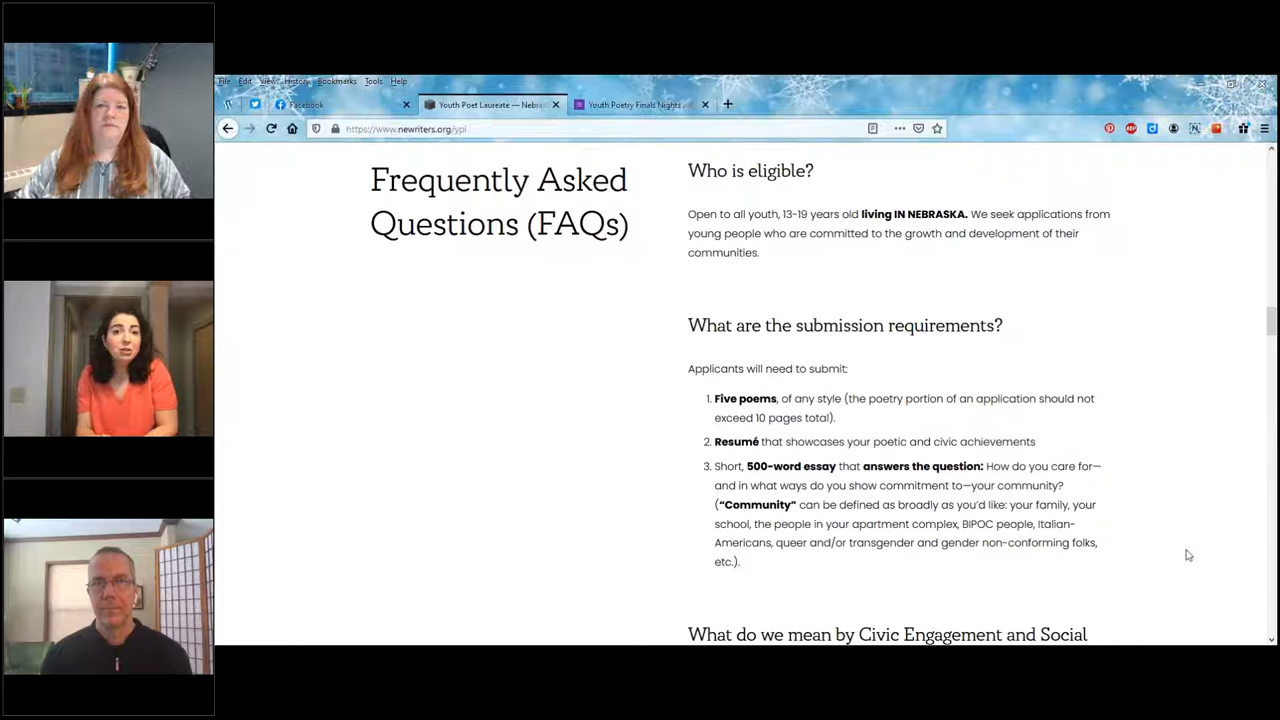 File Edit View History Bookmarks Tools Help
Facebook
Youth Poet Laureate — Nebra
Youth Poetry Finals Nights
https://www.newriters.org/ypl
Frequently Asked
Questions (FAQs)
Who is eligible?
Open to all youth, 13-19 years old living IN NEBRASKA. We seek applications from
young people who are committed to the growth and development of their
communities.
What are the submission requirements?
Applicants will need to submit:
1. Five poems, of any style (the poetry portion of an application should not
exceed 10 pages total).
2. Resumé that showcases your poetic and civic achievements
3. Short, 500-word essay that answers the question: How do you care for—
and in what ways do you show commitment to—your community?
(“Community” can be defined as broadly as you’d like: your family, your
school, the people in your apartment complex, BIPOC people, Italian-
Americans, queer and/or transgender and gender non-conforming folks,
etc.).
What do we mean by Civic Engagement and Social